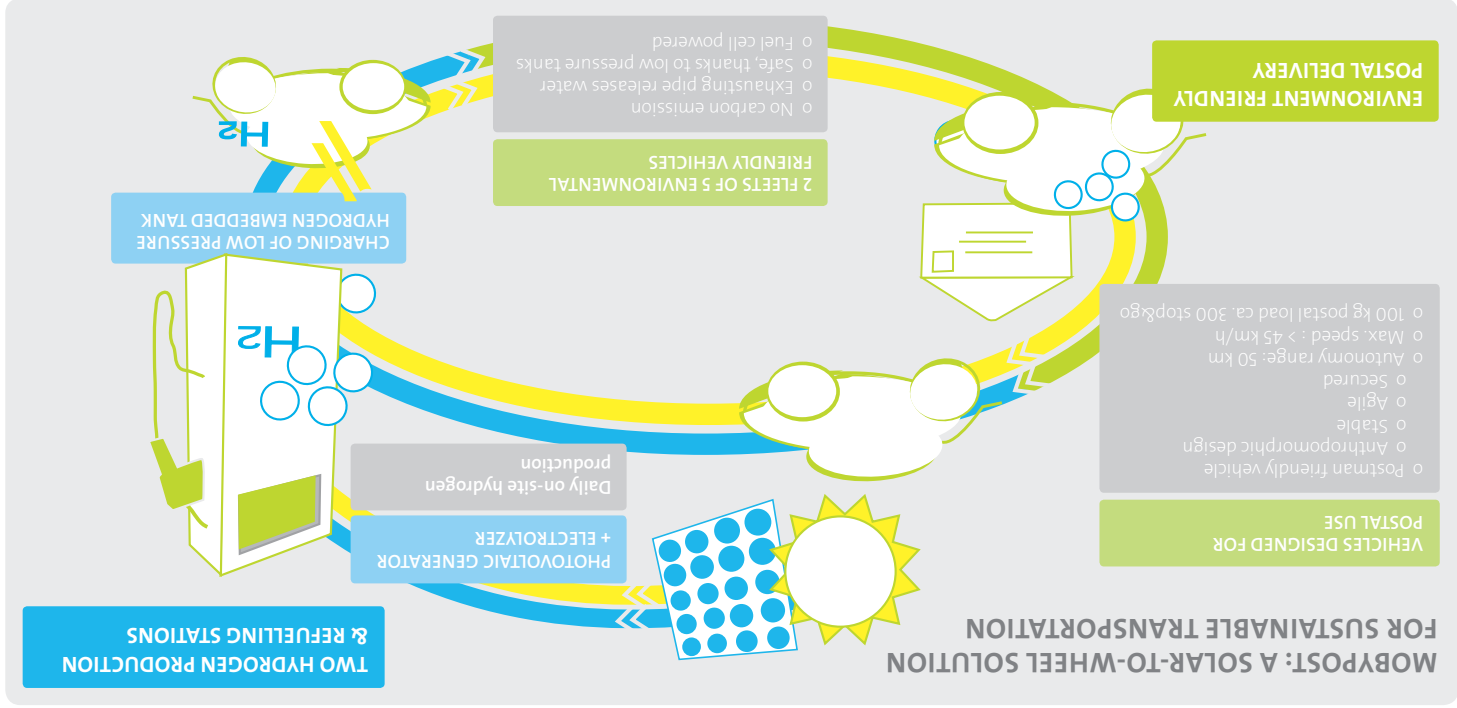 MOBYPOST: A SOLAR-TO-WHEEL SOLUTION
FOR SUSTAINABLE TRANSPORTATION
TWO HYDROGEN PRODUCTION
& REFUELLING STATIONS
VEHICLES DESIGNED FOR
POSTAL USE
o Postman friendly vehicle
o Anthropomorphic design
o Stable
o Agile
o Secured
o Autonomy range: 50 km
o Max. speed : > 45 km/h
o 100 kg postal load ca. 300 stop&go
PHOTOVOLTAIC GENERATOR
+ ELECTROLYZER
Daily on-site hydrogen
production
H2
CHARGING OF LOW PRESSURE
HYDROGEN EMBEDDED TANK
H2
2 FLEETS OF 5 ENVIRONMENTAL
FRIENDLY VEHICLES
o No carbon emission
o Exhausting pipe releases water
o Safe, thanks to low pressure tanks
o Fuel cell powered
ENVIRONMENT FRIENDLY
POSTAL DELIVERY